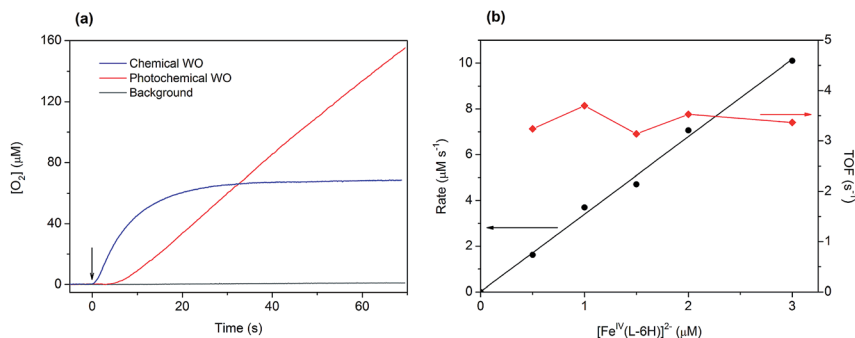 (a)
160
120
80
40
0
[O₂] (μM)
Chemical WO
Photochemical WO
Background
0 20 40 60
Time (s)
(b)
10
8
6
4
2
0
Rate (μM s⁻¹)
5
4
3
2
1
0
TOF (s⁻¹)
0 1 2 3
[Feᴵⱽ(L-6H)]²⁻ (μM)